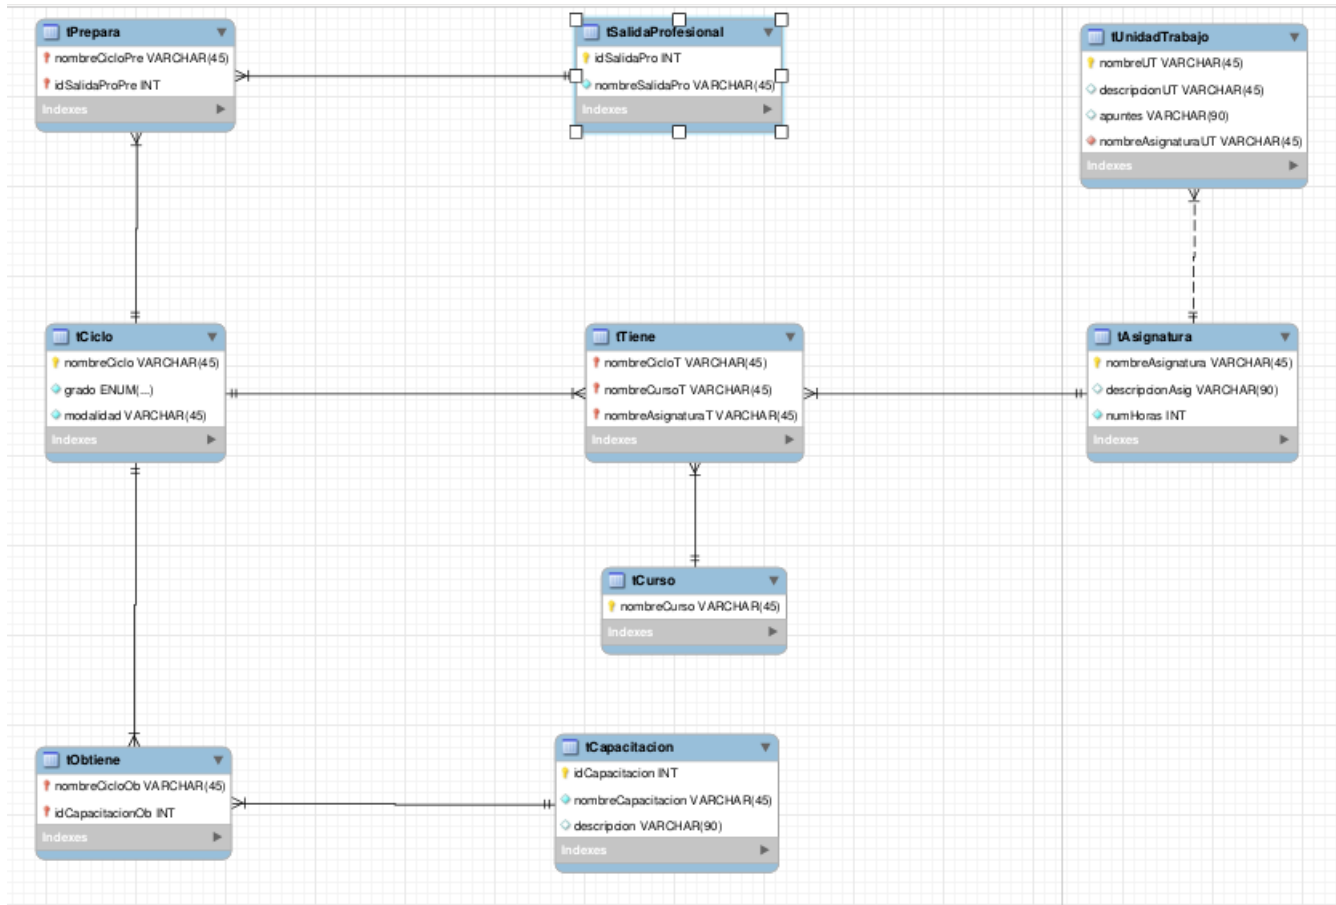 tPrepara
nombreCicloPre VARCHAR(45)
idSalidaProPre INT
Indexes
tSalidaProfesional
idSalidaPro INT
nombreSalidaPro VARCHAR(45)
Indexes
tUnidadTrabajo
nombreUT VARCHAR(45)
descripcionUT VARCHAR(45)
apuntes VARCHAR(90)
nombreAsignaturaUT VARCHAR(45)
Indexes
tCiclo
nombreCiclo VARCHAR(45)
grado ENUM(...)
modalidad VARCHAR(45)
Indexes
tTiene
nombreCicloT VARCHAR(45)
nombreCursoT VARCHAR(45)
nombreAsignaturaT VARCHAR(45)
Indexes
tAsignatura
nombreAsignatura VARCHAR(45)
descripcionAsig VARCHAR(90)
numHoras INT
Indexes
tCurso
nombreCurso VARCHAR(45)
Indexes
tObtiene
nombreCicloOb VARCHAR(45)
idCapacitacionOb INT
Indexes
tCapacitacion
idCapacitacion INT
nombreCapacitacion VARCHAR(45)
descripcion VARCHAR(90)
Indexes